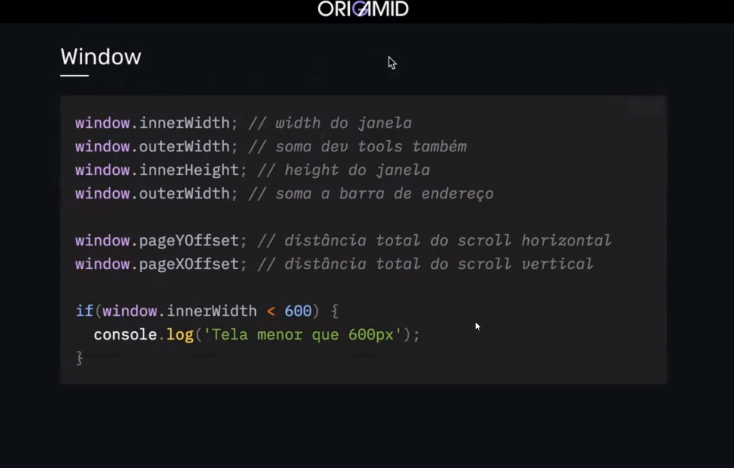 ORIGAMID
Window
window.innerWidth; // width do janela
window.outerWidth; // soma dev tools também
window.innerHeight; // height do janela
window.outerWidth; // soma a barra de endereço
window.pageYOffset; // distância total do scroll horizontal
window.pageXOffset; // distância total do scroll vertical
if(window.innerWidth < 600) {
  console.log('Tela menor que 600px');
}